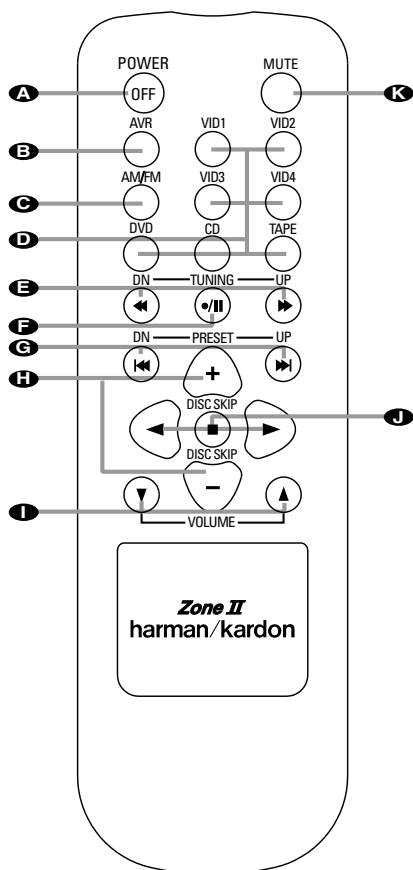 POWER MUTE
A OFF K
AVR VID1 VID2
B
AM/FM VID3 VID4
C
D DVD CD TAPE
E DN TUNING UP
F
G DN PRESET UP
H +
DISC SKIP
J
DISC SKIP
-
I VOLUME
Zone II
harman/kardon